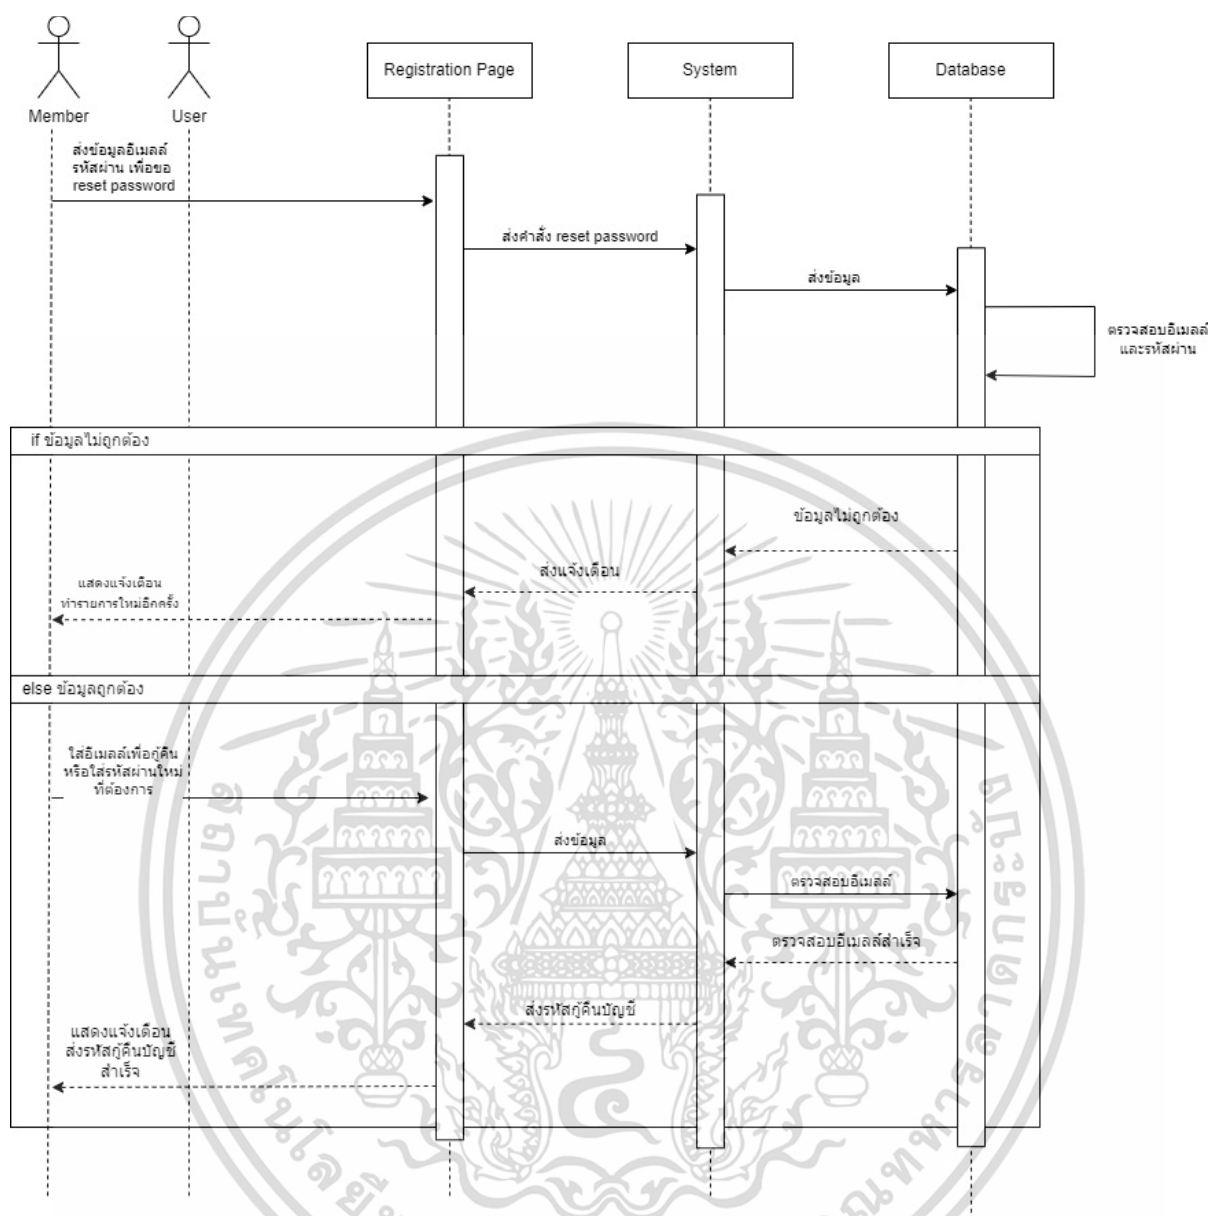 Member
User
Registration Page
System
Database
ส่งข้อมูลอีเมลล์
รหัสผ่าน เพื่อขอ
reset password
ส่งคำสั่ง reset password
ส่งข้อมูล
ตรวจสอบอีเมลล์
และรหัสผ่าน
if ข้อมูลไม่ถูกต้อง
ข้อมูลไม่ถูกต้อง
ส่งแจ้งเตือน
แสดงแจ้งเตือน
ทำรายการใหม่อีกครั้ง
else ข้อมูลถูกต้อง
ใส่อีเมลล์เพื่อกู้คืน
หรือใส่รหัสผ่านใหม่
ที่ต้องการ
ส่งข้อมูล
ตรวจสอบอีเมลล์
ตรวจสอบอีเมลล์สำเร็จ
ส่งรหัสกู้คืนบัญชี
แสดงแจ้งเตือน
ส่งรหัสกู้คืนบัญชี
สำเร็จ